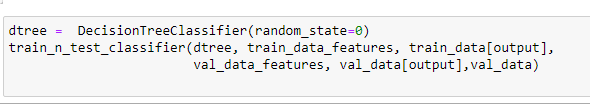 dtree =  DecisionTreeClassifier(random_state=0)
train_n_test_classifier(dtree, train_data_features, train_data[output],
                        val_data_features, val_data[output],val_data)